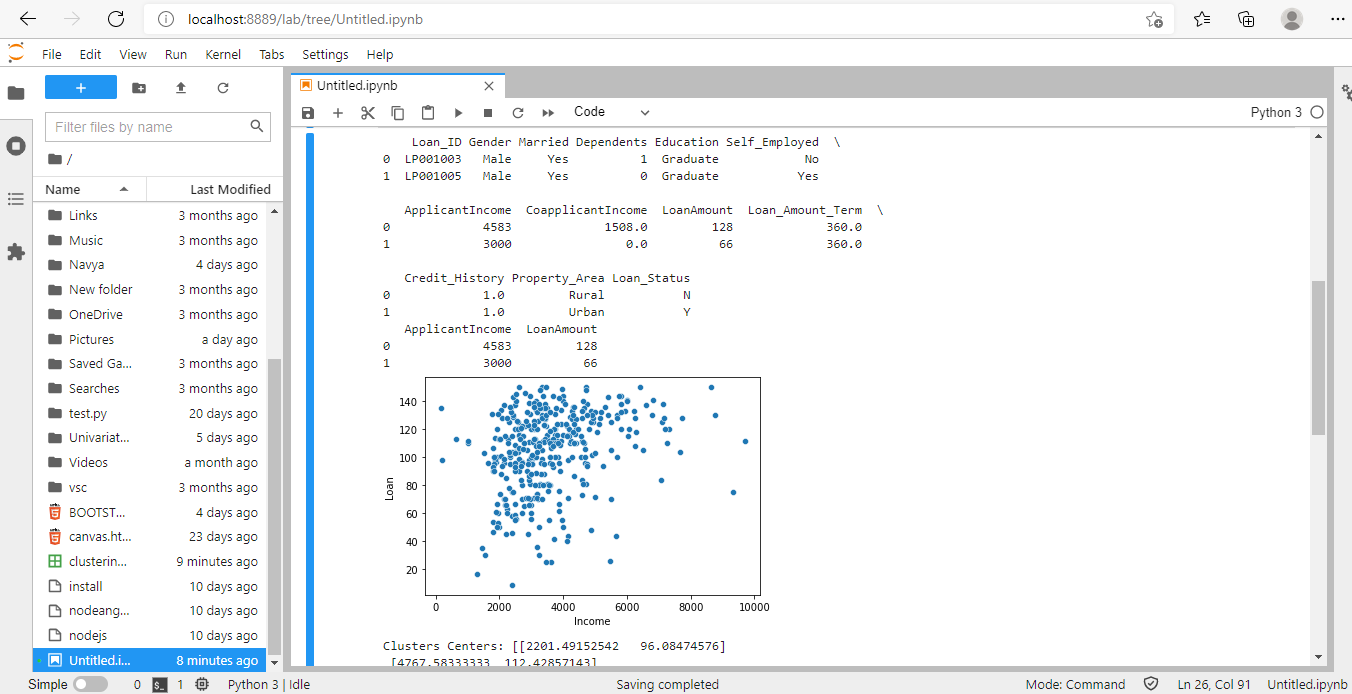 localhost:8889/lab/tree/Untitled.ipynb
File Edit View Run Kernel Tabs Settings Help
+
Filter files by name
/
Name Last Modified
Links 3 months ago
Music 3 months ago
Navya 4 days ago
New folder 3 months ago
OneDrive 3 months ago
Pictures a day ago
Saved Ga... 3 months ago
Searches 3 months ago
test.py 20 days ago
Univariat... 5 days ago
Videos a month ago
vsc 3 months ago
BOOTST... 4 days ago
canvas.ht... 23 days ago
clusterin... 9 minutes ago
install 10 days ago
nodeang... 10 days ago
nodejs 10 days ago
Untitled.i... 8 minutes ago
Untitled.ipynb
Code Python 3
Loan_ID Gender Married Dependents Education Self_Employed \
0 LP001003 Male Yes 1 Graduate No
1 LP001005 Male Yes 0 Graduate Yes
ApplicantIncome CoapplicantIncome LoanAmount Loan_Amount_Term \
0 4583 1508.0 128 360.0
1 3000 0.0 66 360.0
Credit_History Property_Area Loan_Status
0 1.0 Rural N
1 1.0 Urban Y
ApplicantIncome LoanAmount
0 4583 128
1 3000 66
140
120
100
80
60
40
20
Loan
0 2000 4000 6000 8000 10000
Income
Clusters Centers: [[2201.49152542 96.08474576]
[4767.58333333 112.42857143]
Simple 0 $_ 1 Python 3 | Idle Saving completed Mode: Command Ln 26, Col 91 Untitled.ipynb